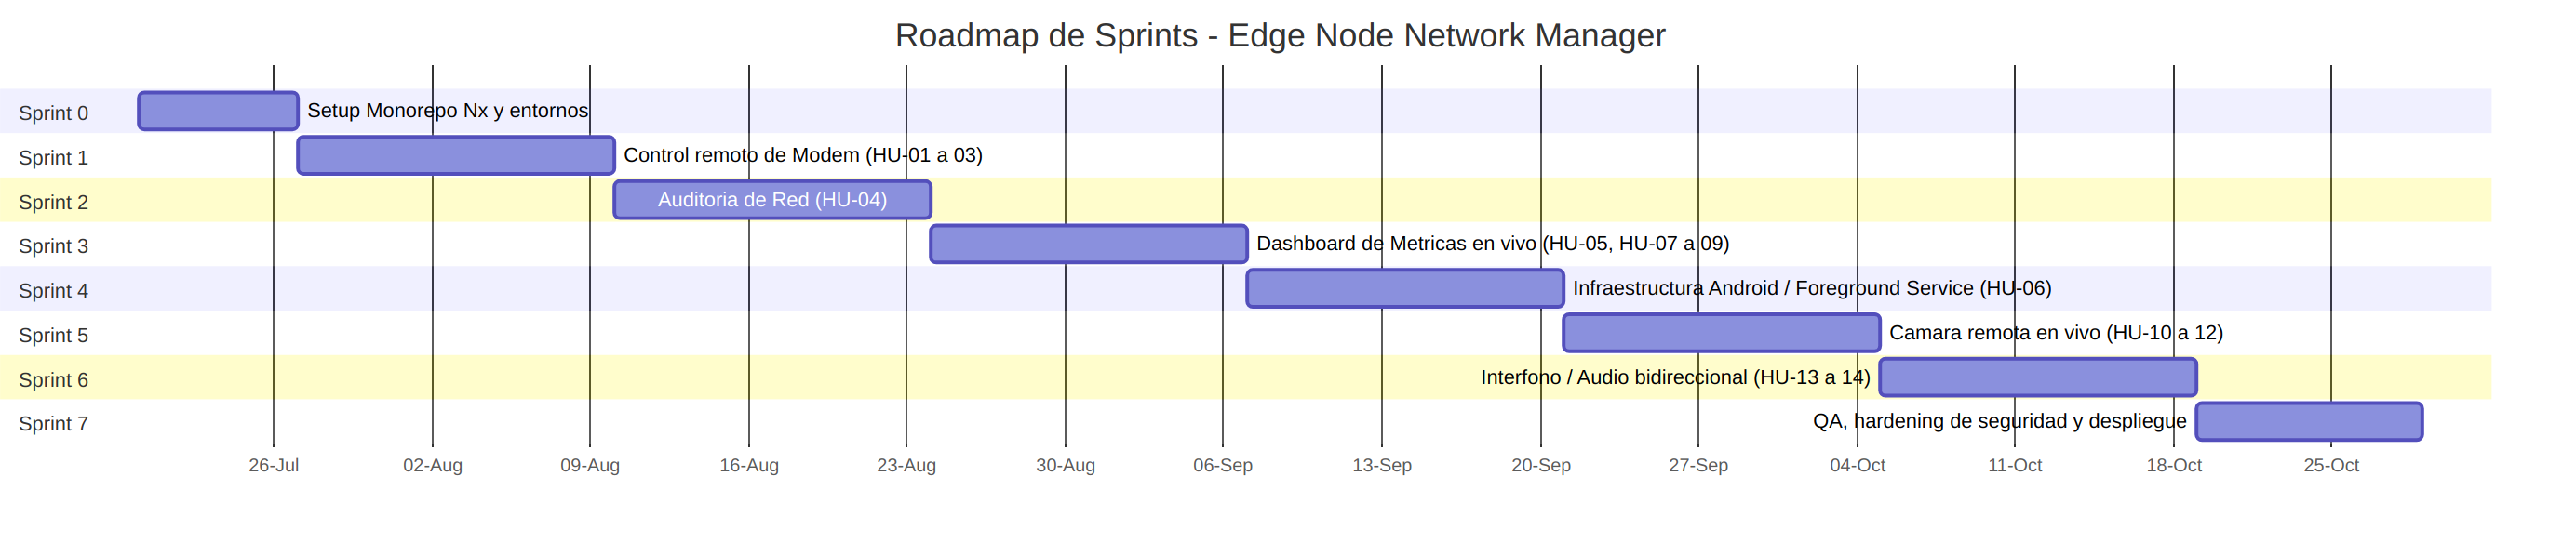 Roadmap de Sprints - Edge Node Network Manager
Sprint 0
Setup Monorepo Nx y entornos
Sprint 1
Control remoto de Modem (HU-01 a 03)
Sprint 2
Auditoria de Red (HU-04)
Sprint 3
Dashboard de Metricas en vivo (HU-05, HU-07 a 09)
Sprint 4
Infraestructura Android / Foreground Service (HU-06)
Sprint 5
Camara remota en vivo (HU-10 a 12)
Sprint 6
Interfono / Audio bidireccional (HU-13 a 14)
Sprint 7
QA, hardening de seguridad y despliegue
26-Jul 02-Aug 09-Aug 16-Aug 23-Aug 30-Aug 06-Sep 13-Sep 20-Sep 27-Sep 04-Oct 11-Oct 18-Oct 25-Oct